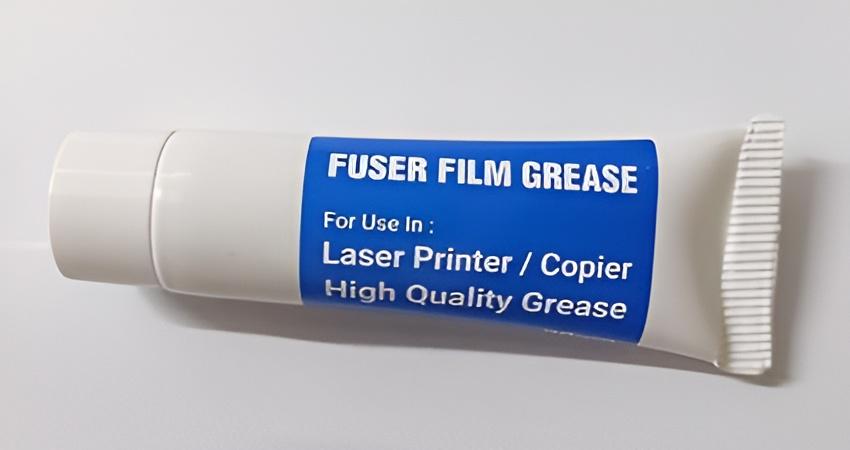 FUSER FILM GREASE
For Use In :
Laser Printer / Copier
High Quality Grease